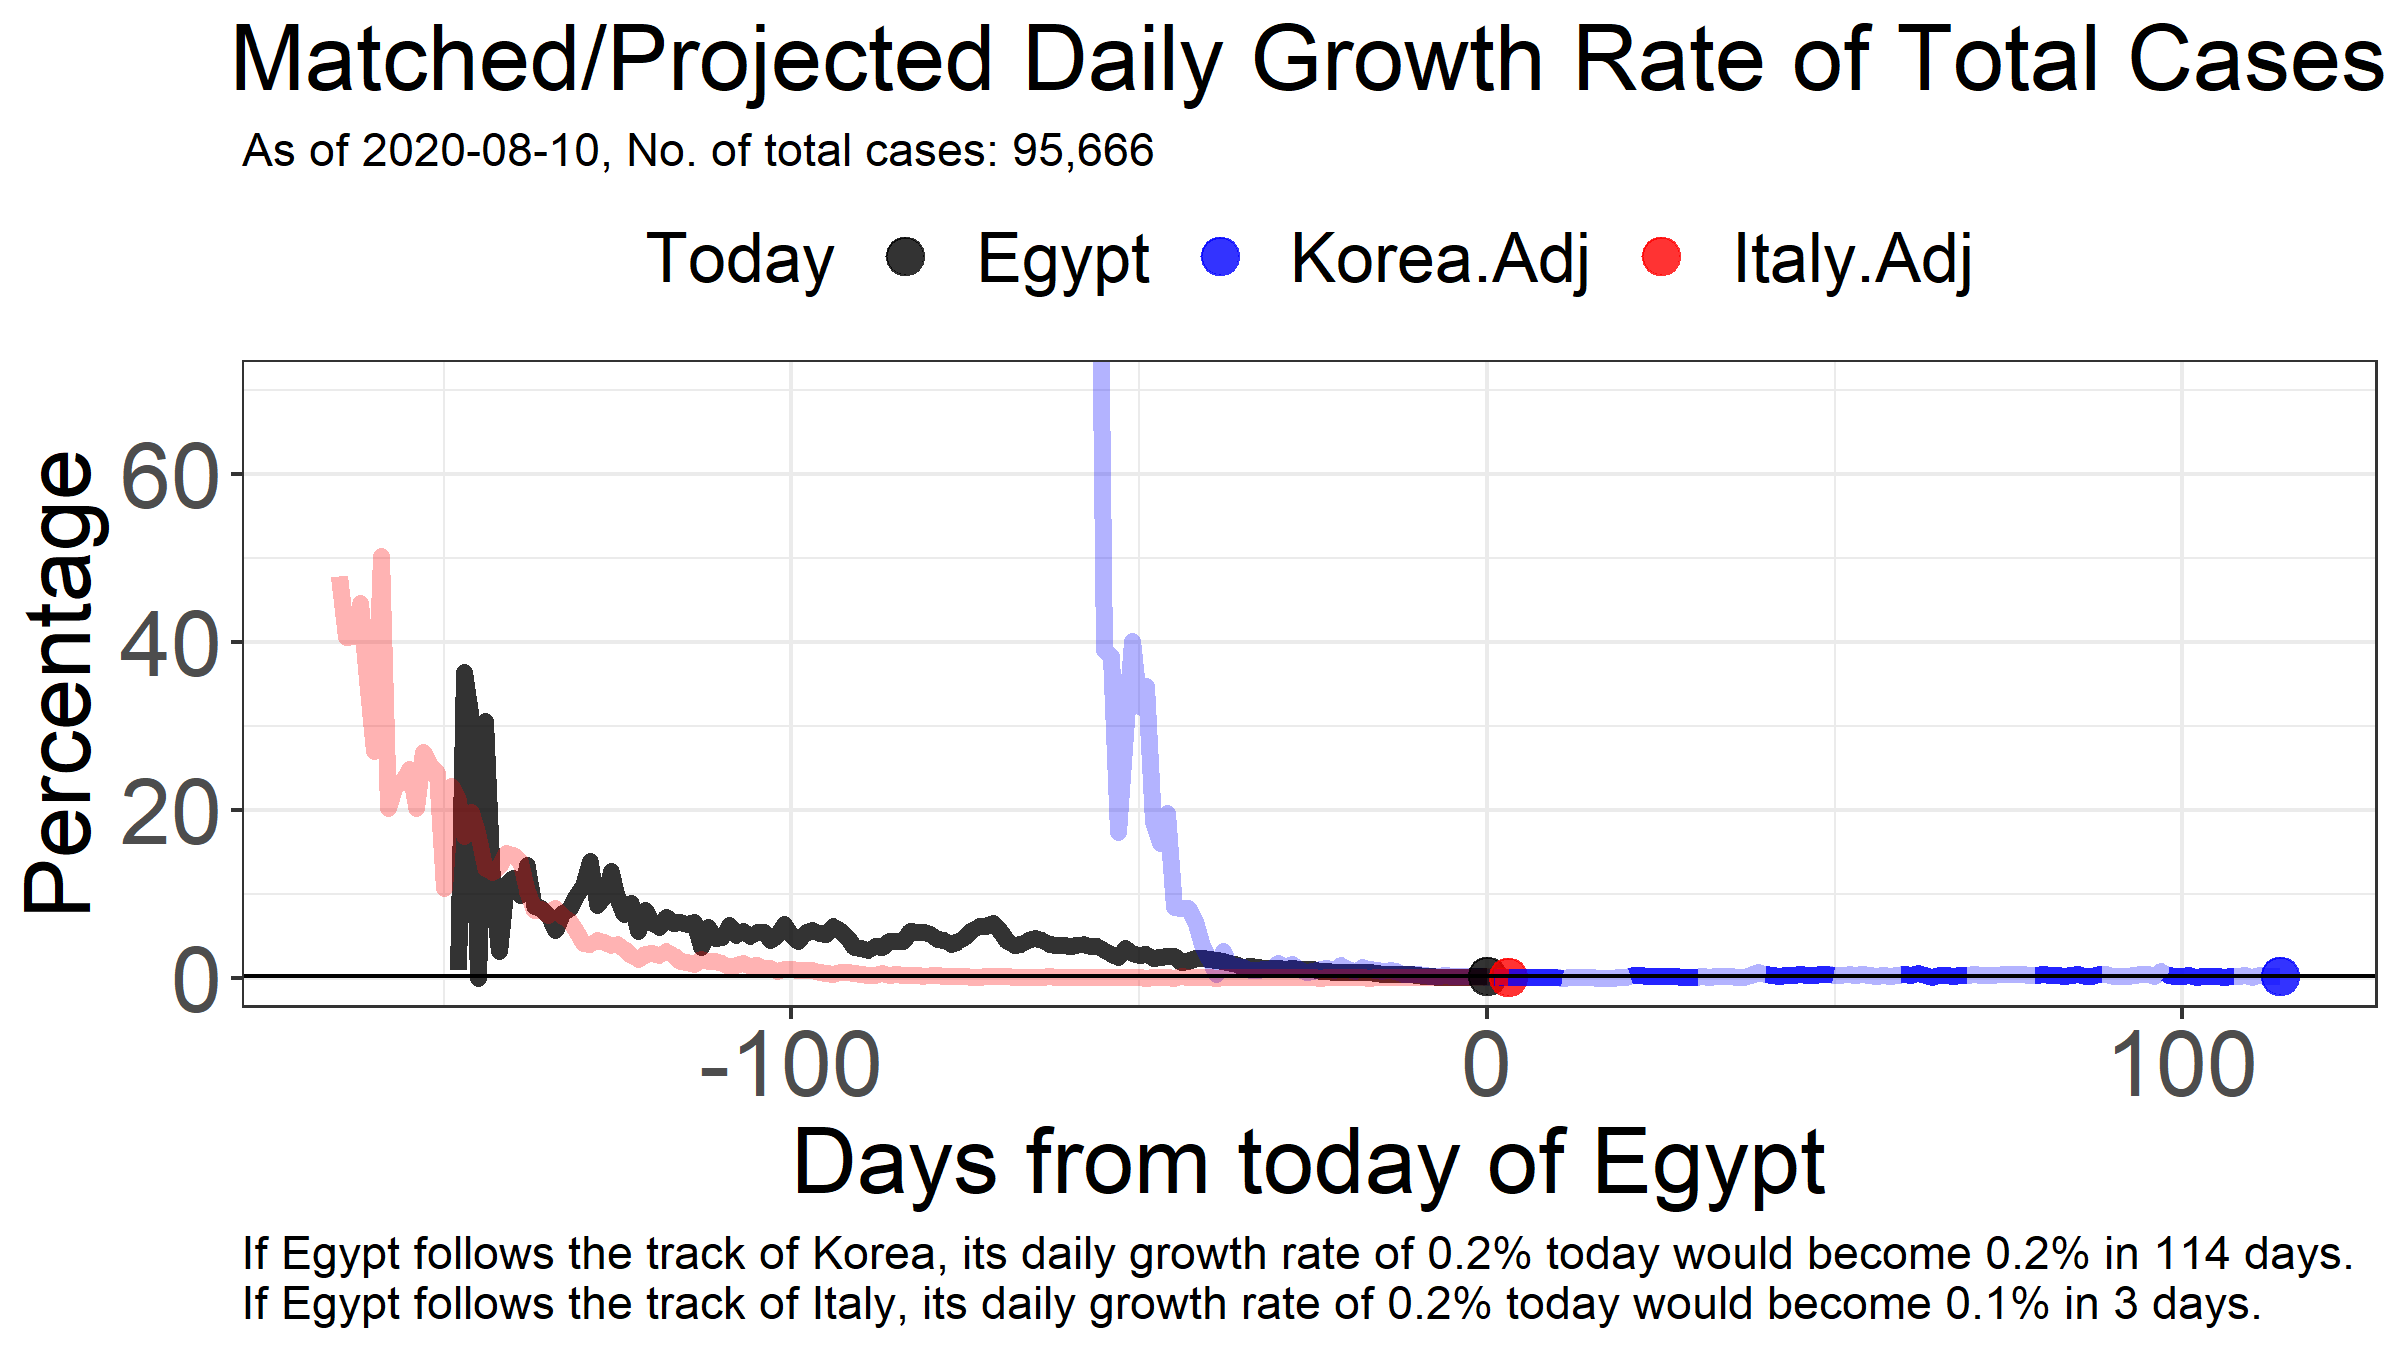 Matched/Projected Daily Growth Rate of Total Cases
As of 2020-08-10, No. of total cases: 95,666
Today Egypt Korea.Adj Italy.Adj
Percentage
60
40
20
0
-100 0 100
Days from today of Egypt
If Egypt follows the track of Korea, its daily growth rate of 0.2% today would become 0.2% in 114 days.
If Egypt follows the track of Italy, its daily growth rate of 0.2% today would become 0.1% in 3 days.